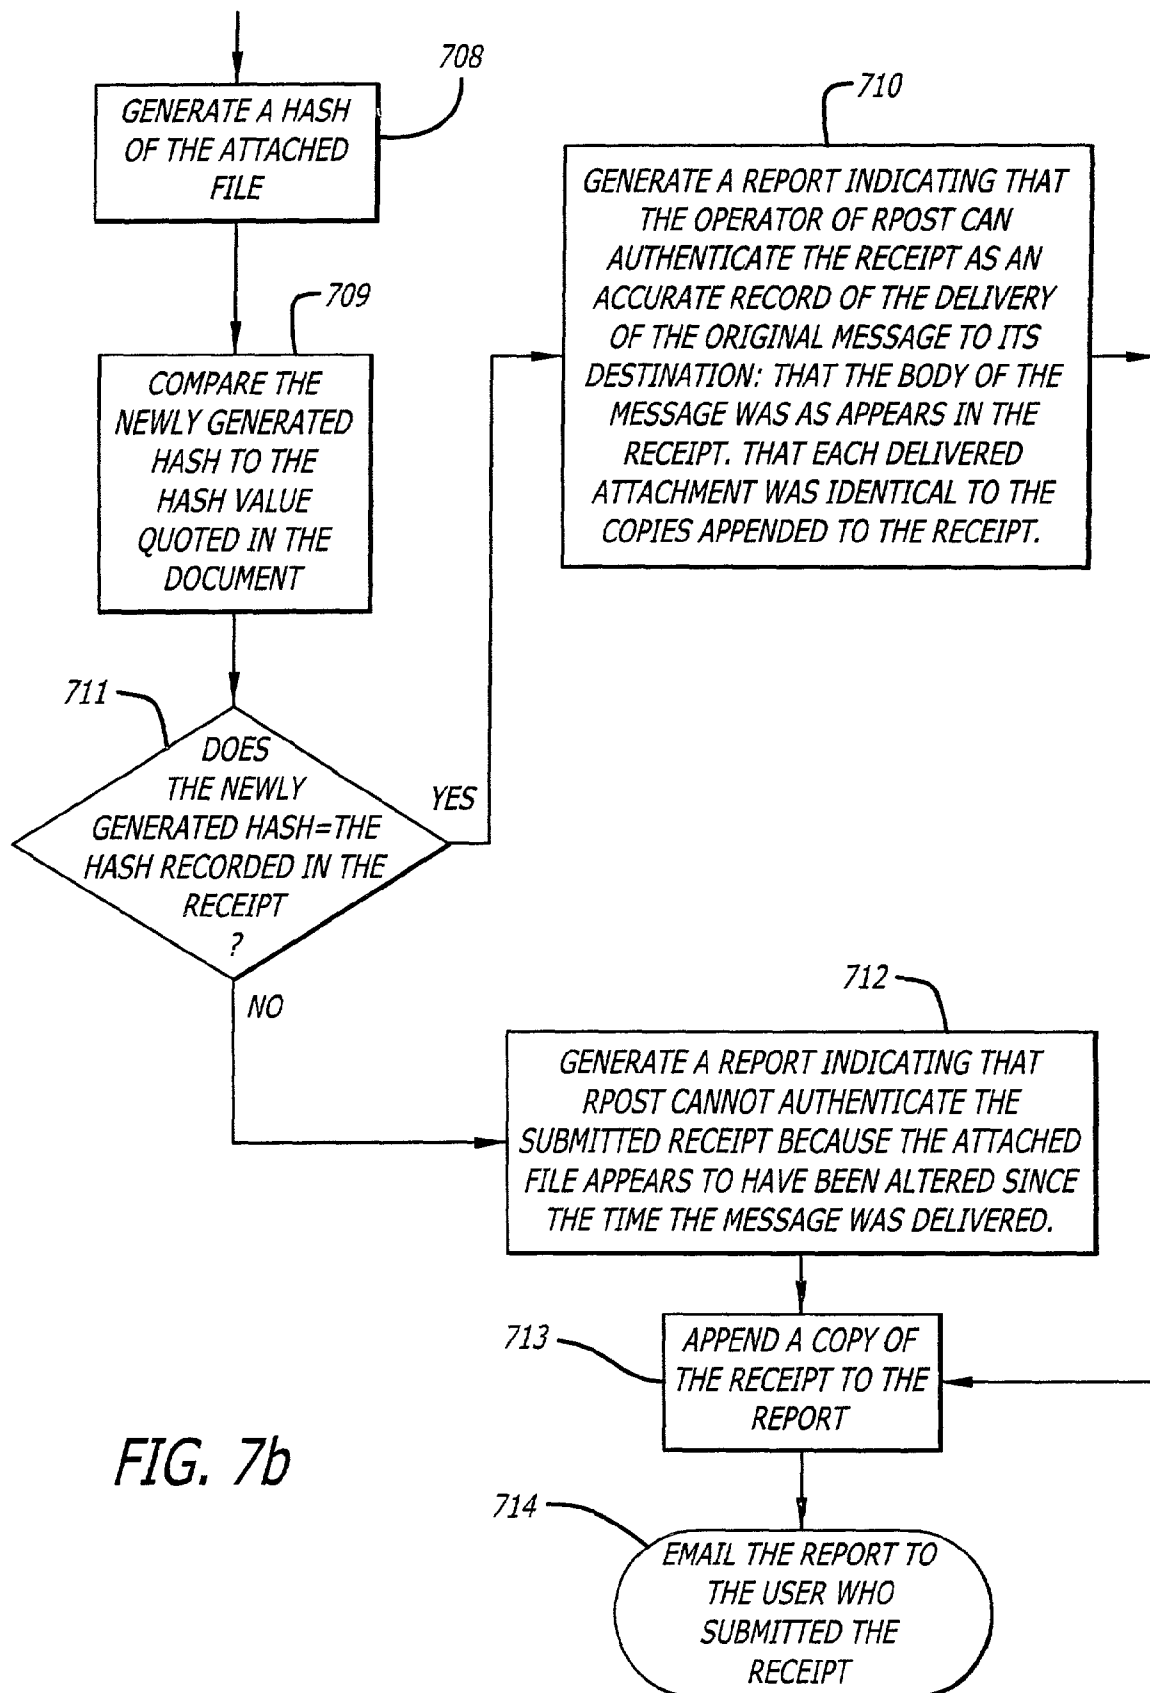 708
GENERATE A HASH
OF THE ATTACHED
FILE
709
COMPARE THE
NEWLY GENERATED
HASH TO THE
HASH VALUE
QUOTED IN THE
DOCUMENT
710
GENERATE A REPORT INDICATING THAT
THE OPERATOR OF RPOST CAN
AUTHENTICATE THE RECEIPT AS AN
ACCURATE RECORD OF THE DELIVERY
OF THE ORIGINAL MESSAGE TO ITS
DESTINATION: THAT THE BODY OF THE
MESSAGE WAS AS APPEARS IN THE
RECEIPT. THAT EACH DELIVERED
ATTACHMENT WAS IDENTICAL TO THE
COPIES APPENDED TO THE RECEIPT.
711
DOES
THE NEWLY
GENERATED HASH=THE
HASH RECORDED IN THE
RECEIPT
?
YES
NO
712
GENERATE A REPORT INDICATING THAT
RPOST CANNOT AUTHENTICATE THE
SUBMITTED RECEIPT BECAUSE THE ATTACHED
FILE APPEARS TO HAVE BEEN ALTERED SINCE
THE TIME THE MESSAGE WAS DELIVERED.
713
APPEND A COPY OF
THE RECEIPT TO THE
REPORT
FIG. 7b
714
EMAIL THE REPORT TO
THE USER WHO
SUBMITTED THE
RECEIPT